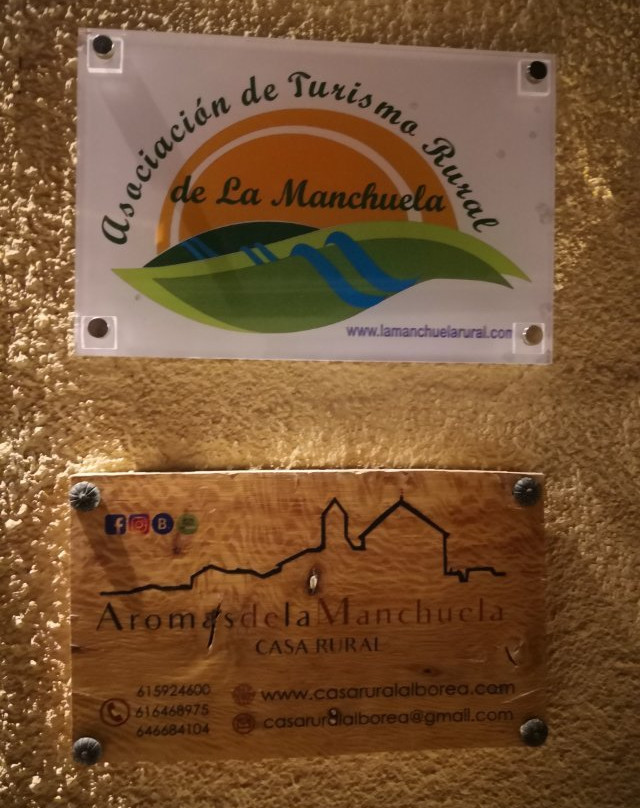 Asociación de Turismo Rural
de La Manchuela
www.lamanchuelarural.com
AromasdelaManchuela
CASA RURAL
615924600
616468975
646684104
www.casaruralalborea.com
casaruralalborea@gmail.com